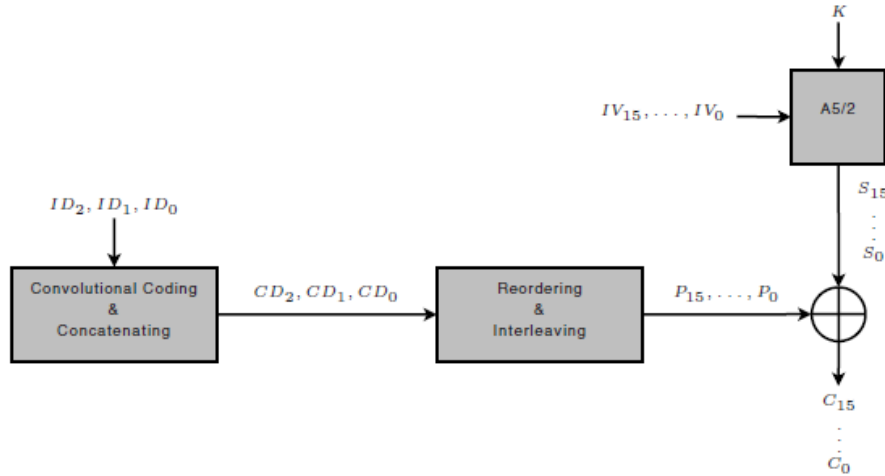 K
A5/2
IV15, . . . , IV0
S15
.
.
.
.
S0
ID2, ID1, ID0
Convolutional Coding
&
Concatenating
CD2, CD1, CD0
Reordering
&
Interleaving
P15, . . . , P0
C15
.
.
.
.
C0